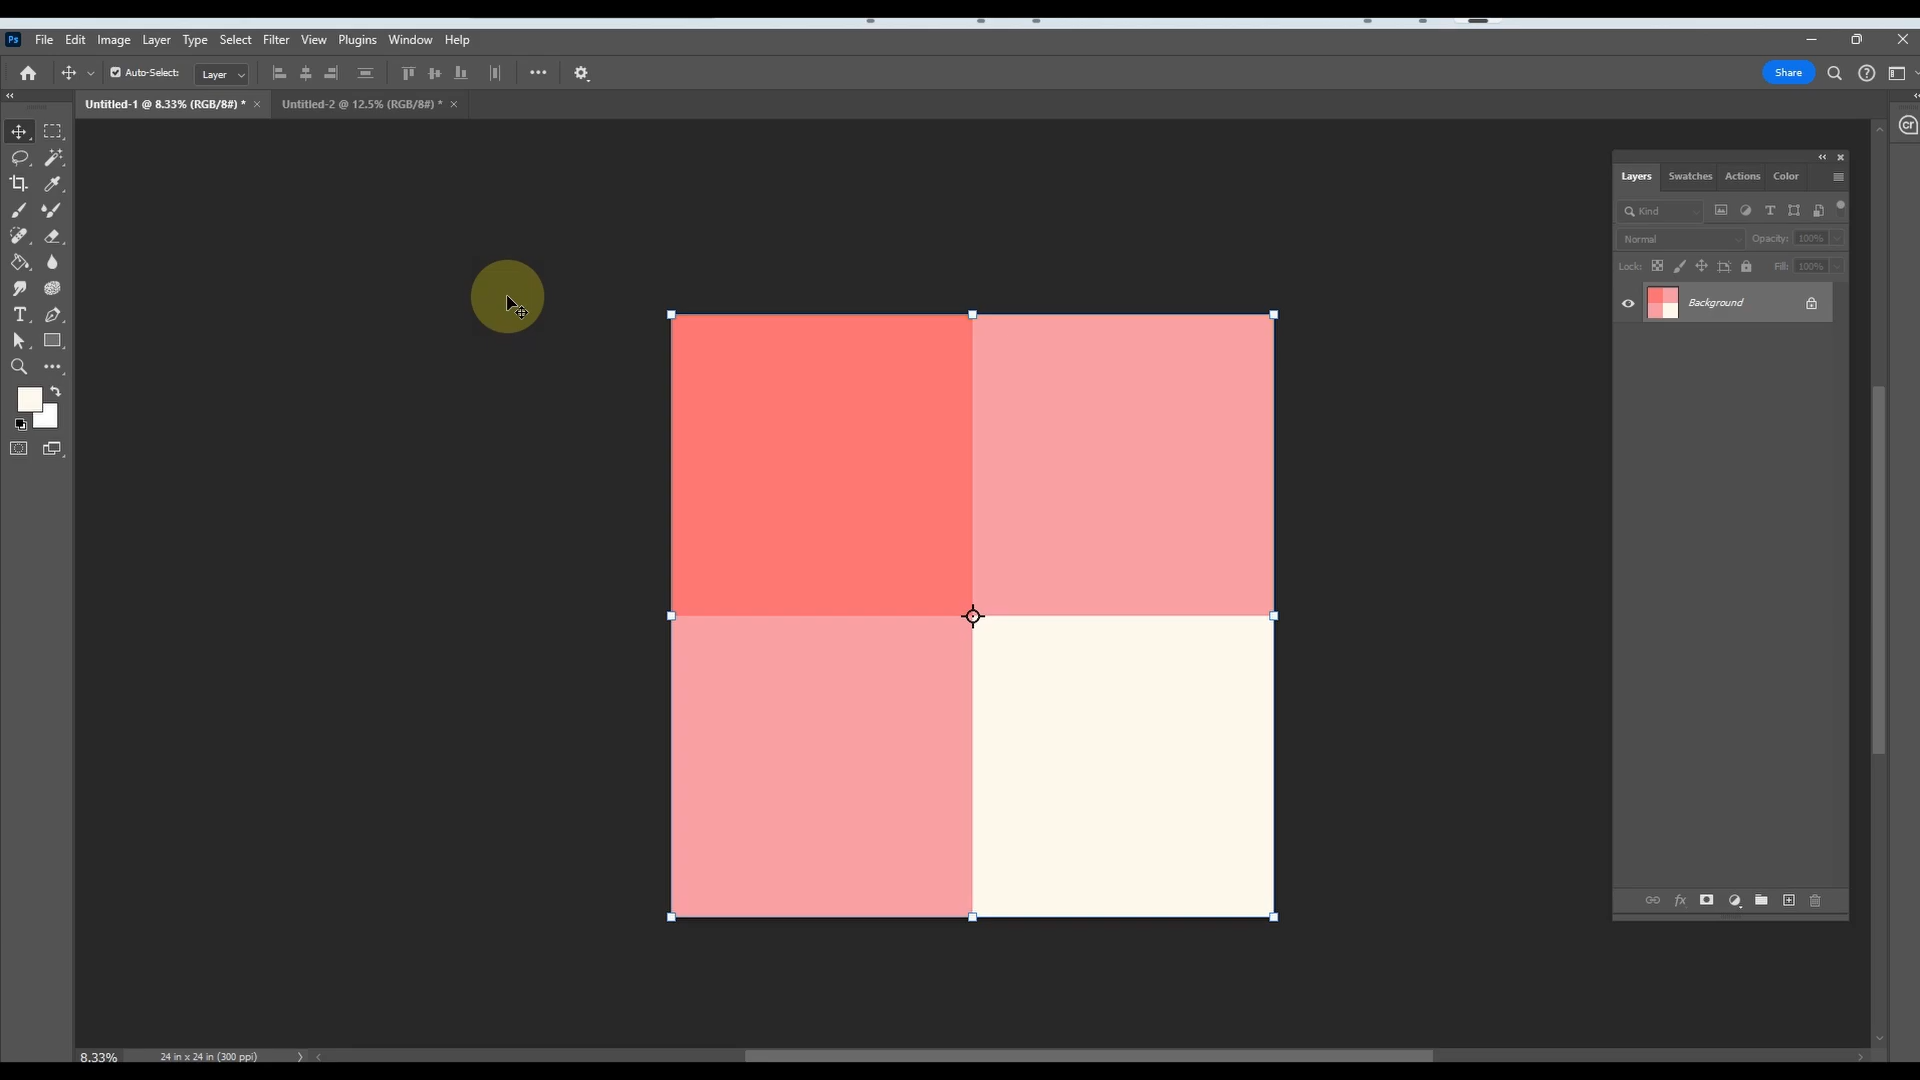 Ps File Edit Image Layer Type Select Filter View Plugins Window Help
Auto-Select: Layer Share
Untitled-1 @ 8.33% (RGB/8#) * × Untitled-2 @ 12.5% (RGB/8#) * ×
Layers Swatches Actions Color
Kind
Normal Opacity: 100%
Lock: Fill: 100%
Background
8.33% 24 in x 24 in (300 ppi)